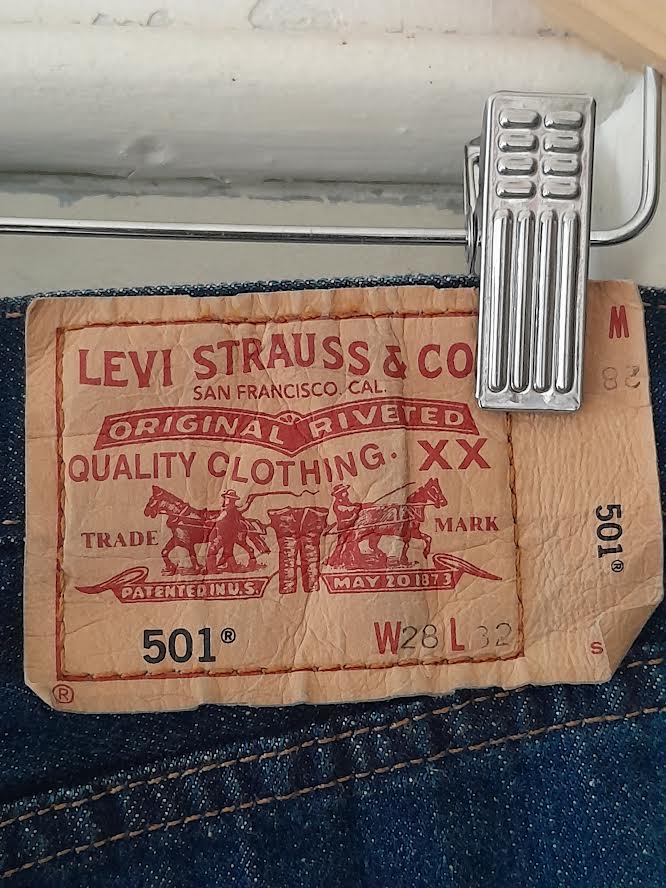 LEVI STRAUSS & CO
SAN FRANCISCO, CAL.
ORIGINAL RIVETED
QUALITY CLOTHING. XX
TRADE MARK
PATENTED IN U.S. MAY 20 1873
501® W28 L32
®
M
28
501®
S